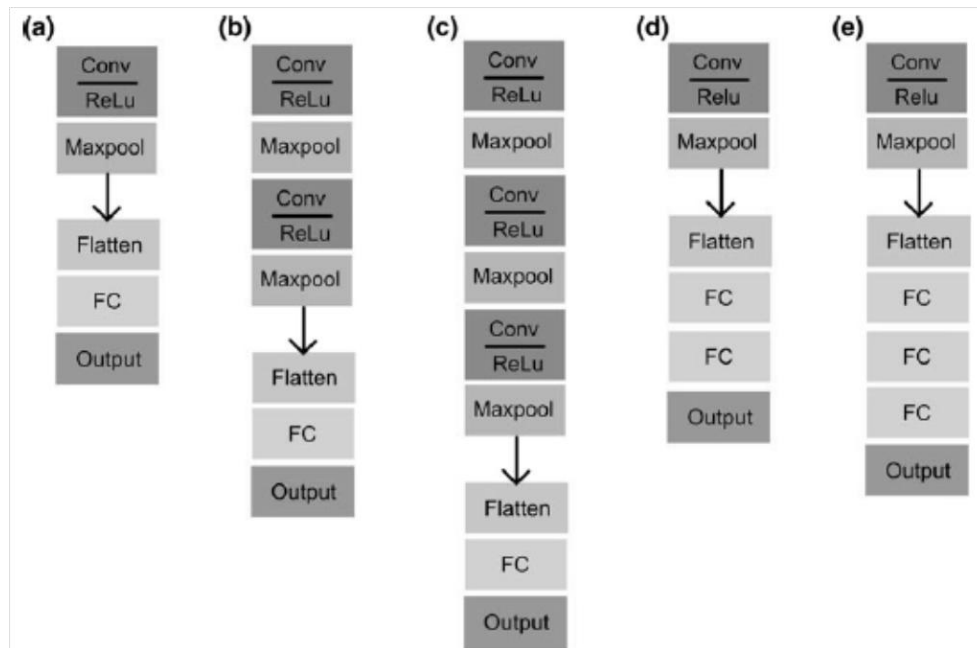 (a)
Conv
ReLu
Maxpool
Flatten
FC
Output
(b)
Conv
ReLu
Maxpool
Conv
ReLu
Maxpool
Flatten
FC
Output
(c)
Conv
ReLu
Maxpool
Conv
ReLu
Maxpool
Conv
ReLu
Maxpool
Flatten
FC
Output
(d)
Conv
Relu
Maxpool
Flatten
FC
FC
Output
(e)
Conv
Relu
Maxpool
Flatten
FC
FC
FC
Output